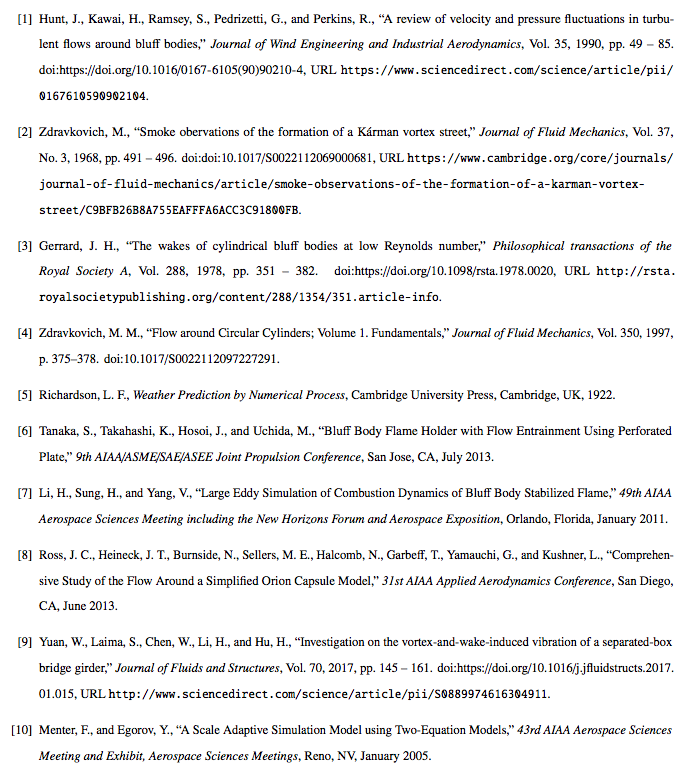 [1] Hunt, J., Kawai, H., Ramsey, S., Pedrizetti, G., and Perkins, R., “A review of velocity and pressure fluctuations in turbu-
lent flows around bluff bodies,” Journal of Wind Engineering and Industrial Aerodynamics, Vol. 35, 1990, pp. 49 – 85.
doi:https://doi.org/10.1016/0167-6105(90)90210-4, URL https://www.sciencedirect.com/science/article/pii/
0167610590902104.
[2] Zdravkovich, M., “Smoke obervations of the formation of a Kárman vortex street,” Journal of Fluid Mechanics, Vol. 37,
No. 3, 1968, pp. 491 – 496. doi:doi:10.1017/S0022112069000681, URL https://www.cambridge.org/core/journals/
journal-of-fluid-mechanics/article/smoke-observations-of-the-formation-of-a-karman-vortex-
street/C9BFB26B8A755EAFFFA6ACC3C91800FB.
[3] Gerrard, J. H., “The wakes of cylindrical bluff bodies at low Reynolds number,” Philosophical transactions of the
Royal Society A, Vol. 288, 1978, pp. 351 – 382. doi:https://doi.org/10.1098/rsta.1978.0020, URL http://rsta.
royalsocietypublishing.org/content/288/1354/351.article-info.
[4] Zdravkovich, M. M., “Flow around Circular Cylinders; Volume 1. Fundamentals,” Journal of Fluid Mechanics, Vol. 350, 1997,
p. 375–378. doi:10.1017/S0022112097227291.
[5] Richardson, L. F., Weather Prediction by Numerical Process, Cambridge University Press, Cambridge, UK, 1922.
[6] Tanaka, S., Takahashi, K., Hosoi, J., and Uchida, M., “Bluff Body Flame Holder with Flow Entrainment Using Perforated
Plate,” 9th AIAA/ASME/SAE/ASEE Joint Propulsion Conference, San Jose, CA, July 2013.
[7] Li, H., Sung, H., and Yang, V., “Large Eddy Simulation of Combustion Dynamics of Bluff Body Stabilized Flame,” 49th AIAA
Aerospace Sciences Meeting including the New Horizons Forum and Aerospace Exposition, Orlando, Florida, January 2011.
[8] Ross, J. C., Heineck, J. T., Burnside, N., Sellers, M. E., Halcomb, N., Garbeff, T., Yamauchi, G., and Kushner, L., “Comprehen-
sive Study of the Flow Around a Simplified Orion Capsule Model,” 31st AIAA Applied Aerodynamics Conference, San Diego,
CA, June 2013.
[9] Yuan, W., Laima, S., Chen, W., Li, H., and Hu, H., “Investigation on the vortex-and-wake-induced vibration of a separated-box
bridge girder,” Journal of Fluids and Structures, Vol. 70, 2017, pp. 145 – 161. doi:https://doi.org/10.1016/j.jfluidstructs.2017.
01.015, URL http://www.sciencedirect.com/science/article/pii/S0889974616304911.
[10] Menter, F., and Egorov, Y., “A Scale Adaptive Simulation Model using Two-Equation Models,” 43rd AIAA Aerospace Sciences
Meeting and Exhibit, Aerospace Sciences Meetings, Reno, NV, January 2005.